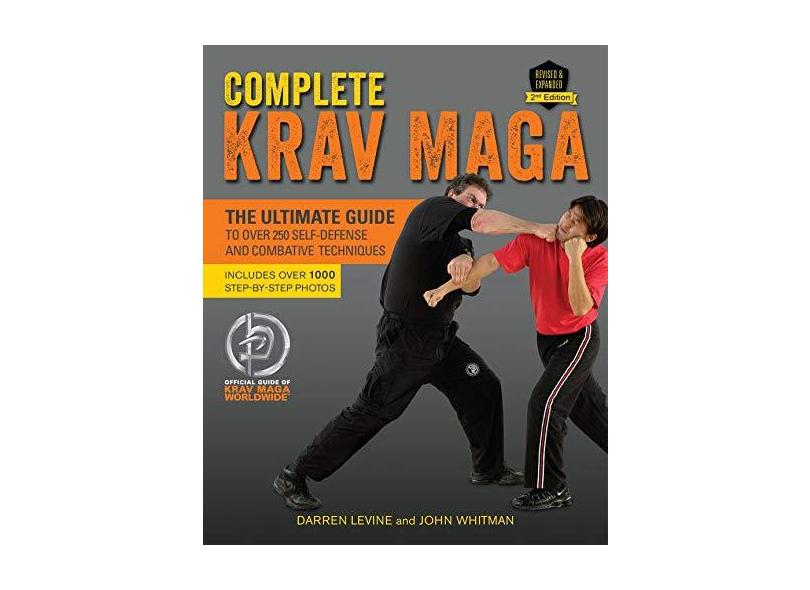 COMPLETE
KRAV MAGA
REVISED &
EXPANDED
2nd Edition
THE ULTIMATE GUIDE
TO OVER 250 SELF-DEFENSE
AND COMBATIVE TECHNIQUES
INCLUDES OVER 1000
STEP-BY-STEP PHOTOS
OFFICIAL GUIDE OF
KRAV MAGA
WORLDWIDE®
DARREN LEVINE and JOHN WHITMAN